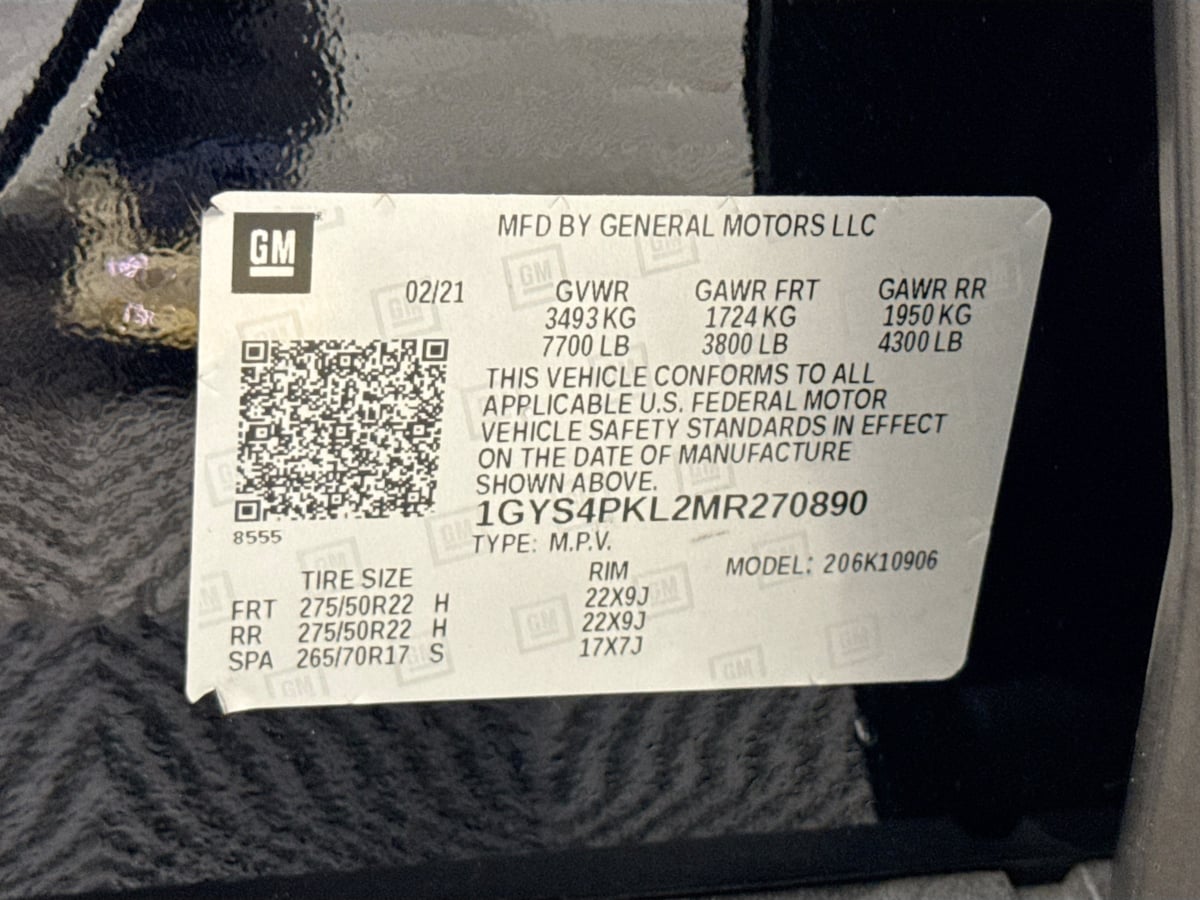 GM
MFD BY GENERAL MOTORS LLC
02/21 GVWR GAWR FRT GAWR RR
3493 KG 1724 KG 1950 KG
7700 LB 3800 LB 4300 LB
THIS VEHICLE CONFORMS TO ALL
APPLICABLE U.S. FEDERAL MOTOR
VEHICLE SAFETY STANDARDS IN EFFECT
ON THE DATE OF MANUFACTURE
SHOWN ABOVE.
1GYS4PKL2MR270890
8555
TYPE: M.P.V.
MODEL: 206K10906
TIRE SIZE RIM
FRT 275/50R22 H 22X9J
RR 275/50R22 H 22X9J
SPA 265/70R17 S 17X7J